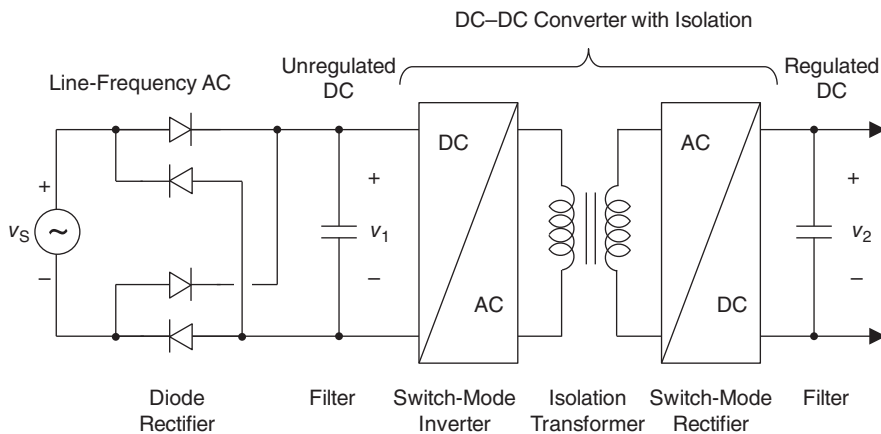 DC–DC Converter with Isolation
Line-Frequency AC
Unregulated
DC
Regulated
DC
DC
AC
AC
DC
+
vS
~
–
+
v1
–
+
v2
–
Diode
Rectifier
Filter
Switch-Mode
Inverter
Isolation
Transformer
Switch-Mode
Rectifier
Filter